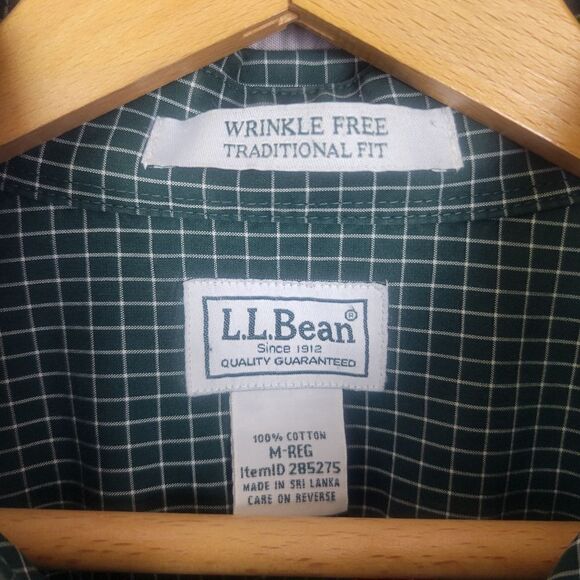 WRINKLE FREE
TRADITIONAL FIT
L.L.Bean®
Since 1912
QUALITY GUARANTEED
100% COTTON
M-REG
ItemID 285275
MADE IN SRI LANKA
CARE ON REVERSE